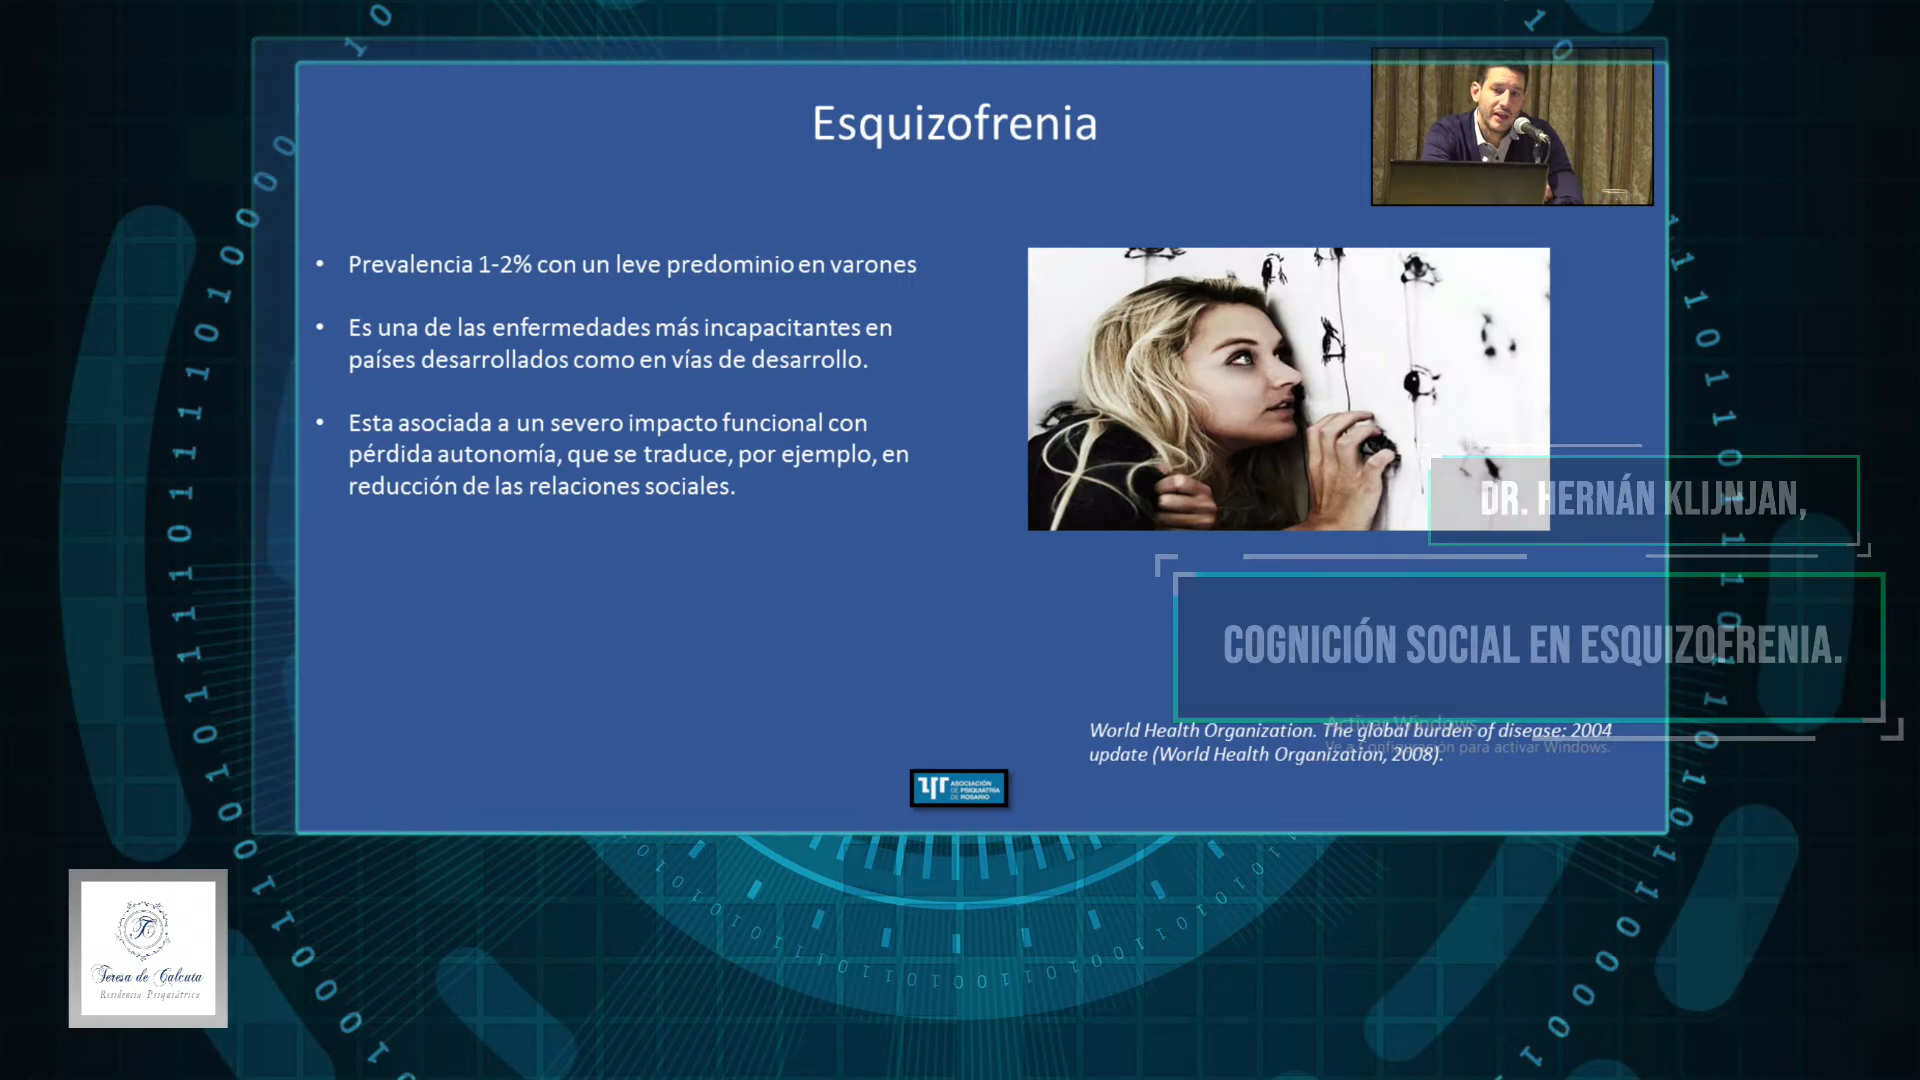 Esquizofrenia
• Prevalencia 1-2% con un leve predominio en varones
• Es una de las enfermedades más incapacitantes en
países desarrollados como en vías de desarrollo.
• Esta asociada a un severo impacto funcional con
pérdida autonomía, que se traduce, por ejemplo, en
reducción de las relaciones sociales.
DR. HERNÁN KLIJNJAN,
COGNICIÓN SOCIAL EN ESQUIZOFRENIA.
Activar Windows
Ve a Configuración para activar Windows.
World Health Organization. The global burden of disease: 2004
update (World Health Organization, 2008).
ASOCIACIÓN
DE PSIQUIATRÍA
DE ROSARIO
Teresa de Calcuta
Residencia Psiquiátrica